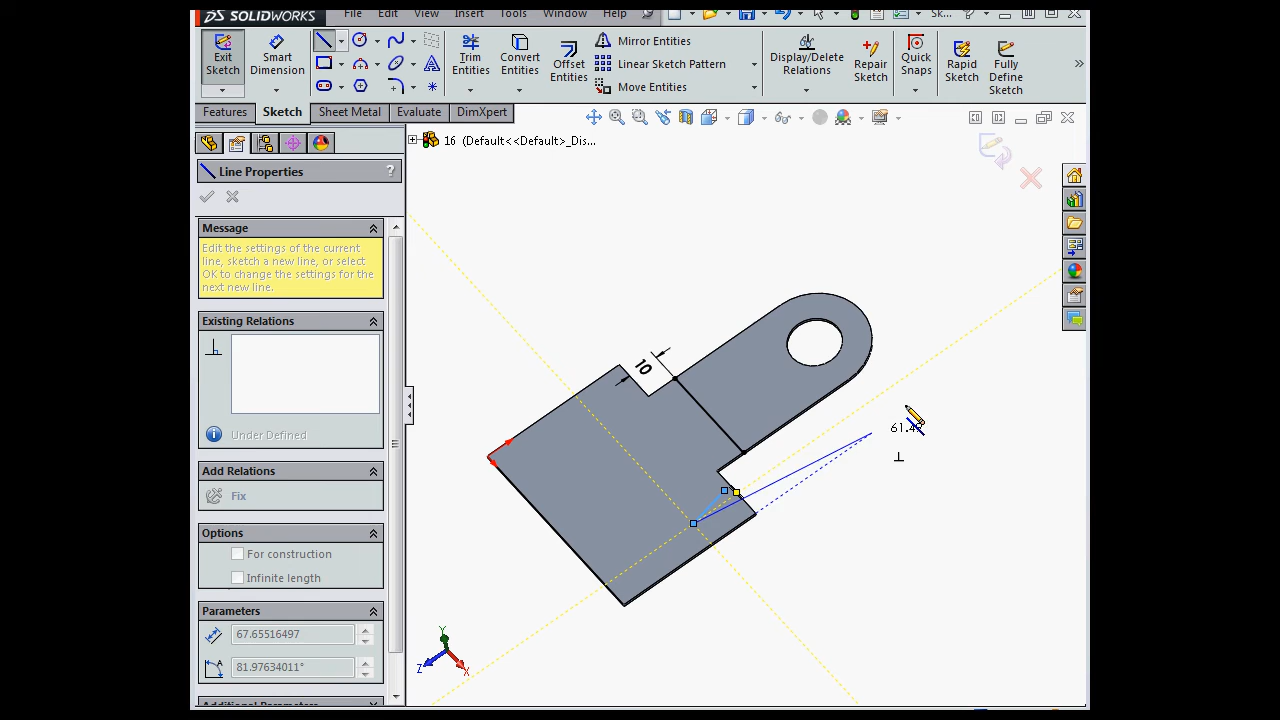 SOLIDWORKS File Edit View Insert Tools Window Help Sk...
Exit Sketch
Smart Dimension
Trim Entities
Convert Entities
Offset Entities
Mirror Entities
Linear Sketch Pattern
Move Entities
Display/Delete Relations
Repair Sketch
Quick Snaps
Rapid Sketch
Fully Define Sketch
Features Sketch Sheet Metal Evaluate DimXpert
16 (Default<<Default>_Dis...
Line Properties ?
Message
Edit the settings of the current
line, sketch a new line, or select
OK to change the settings for the
next new line.
Existing Relations
Under Defined
Add Relations
Fix
Options
For construction
Infinite length
Parameters
67.65516497
81.97634011°
10
Y
Z
X